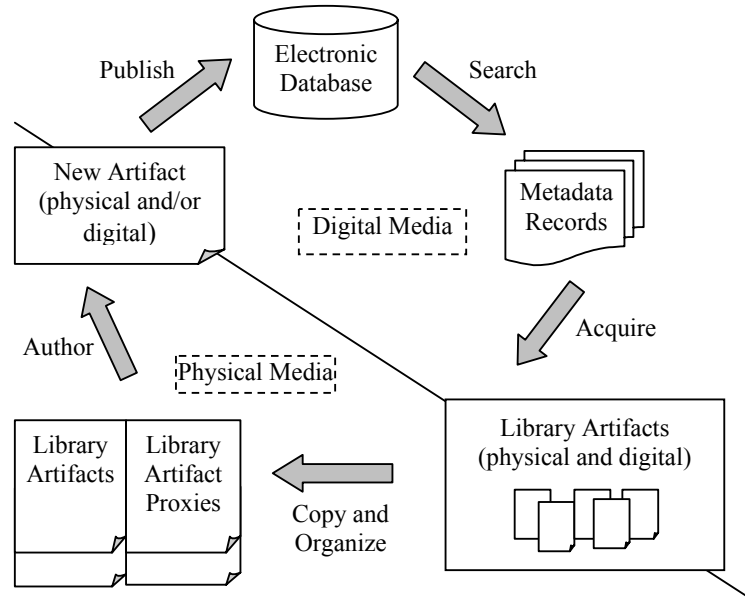 Electronic
Database
Publish
Search
New Artifact
(physical and/or
digital)
Metadata
Records
Digital Media
Acquire
Author
Physical Media
Library
Artifacts
Library
Artifact
Proxies
Copy and
Organize
Library Artifacts
(physical and digital)